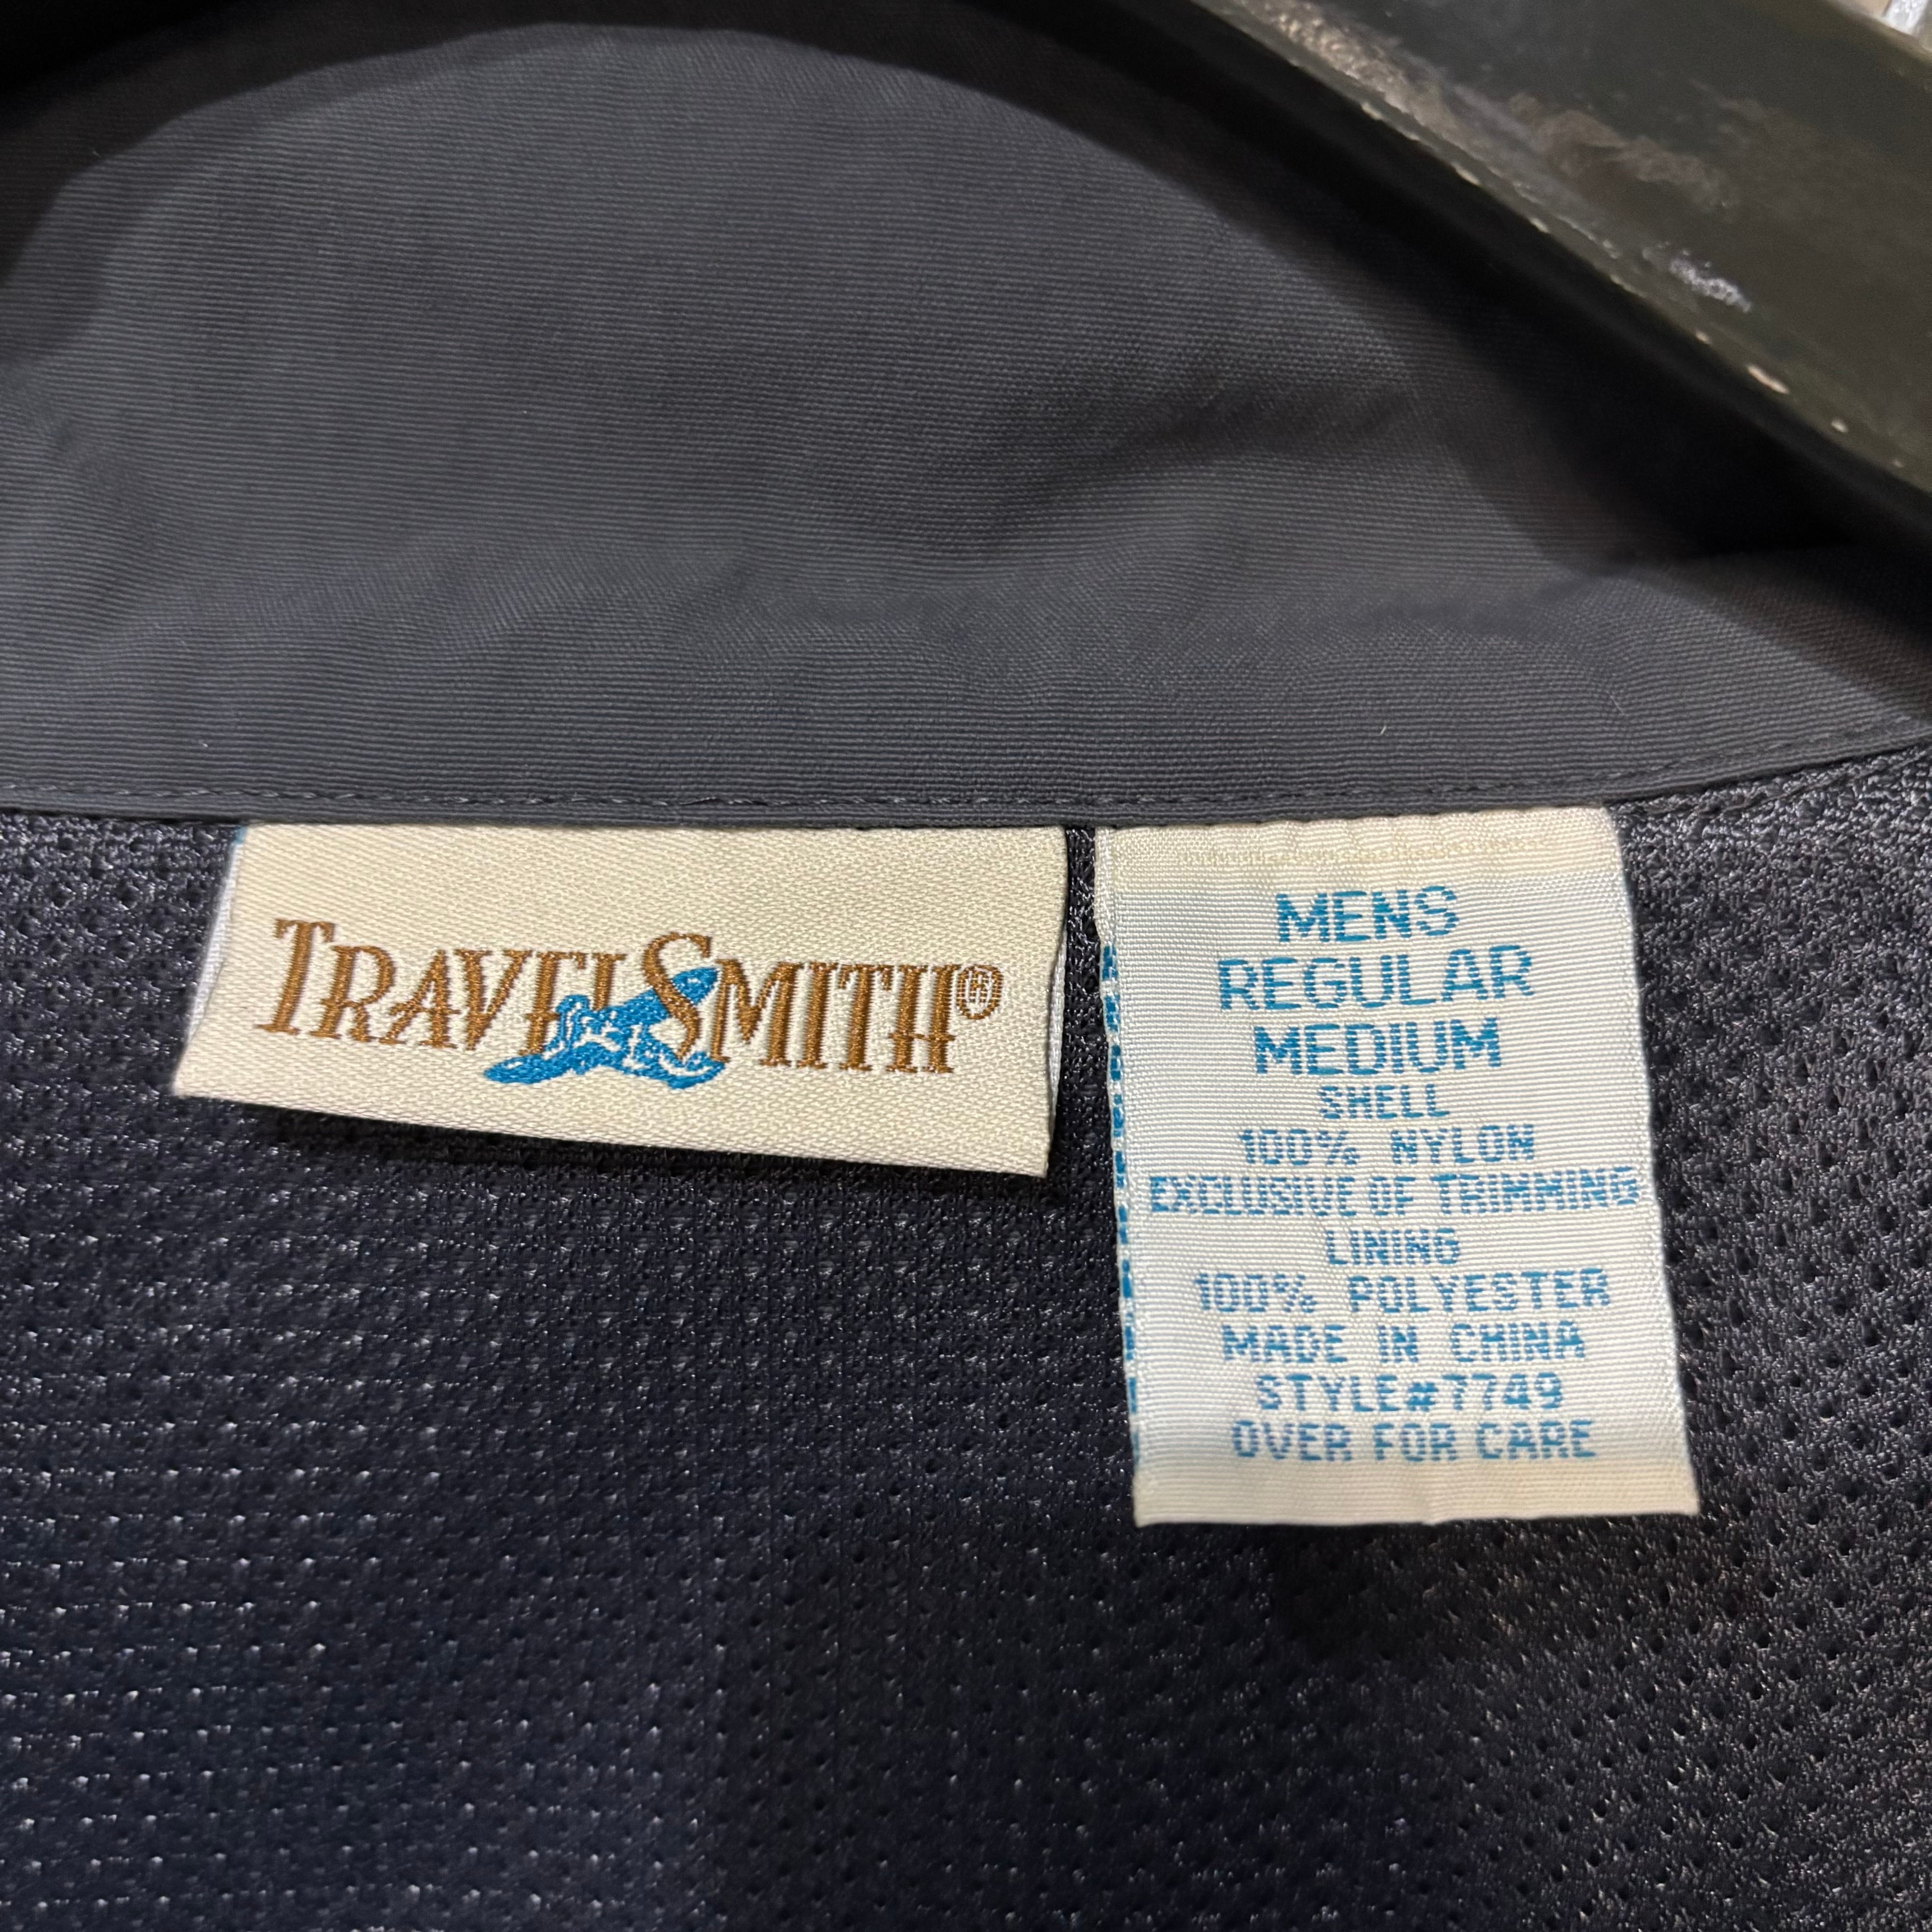 TRAVELSMITH®
MENS
REGULAR
MEDIUM
SHELL
100% NYLON
EXCLUSIVE OF TRIMMING
LINING
100% POLYESTER
MADE IN CHINA
STYLE#7749
OVER FOR CARE